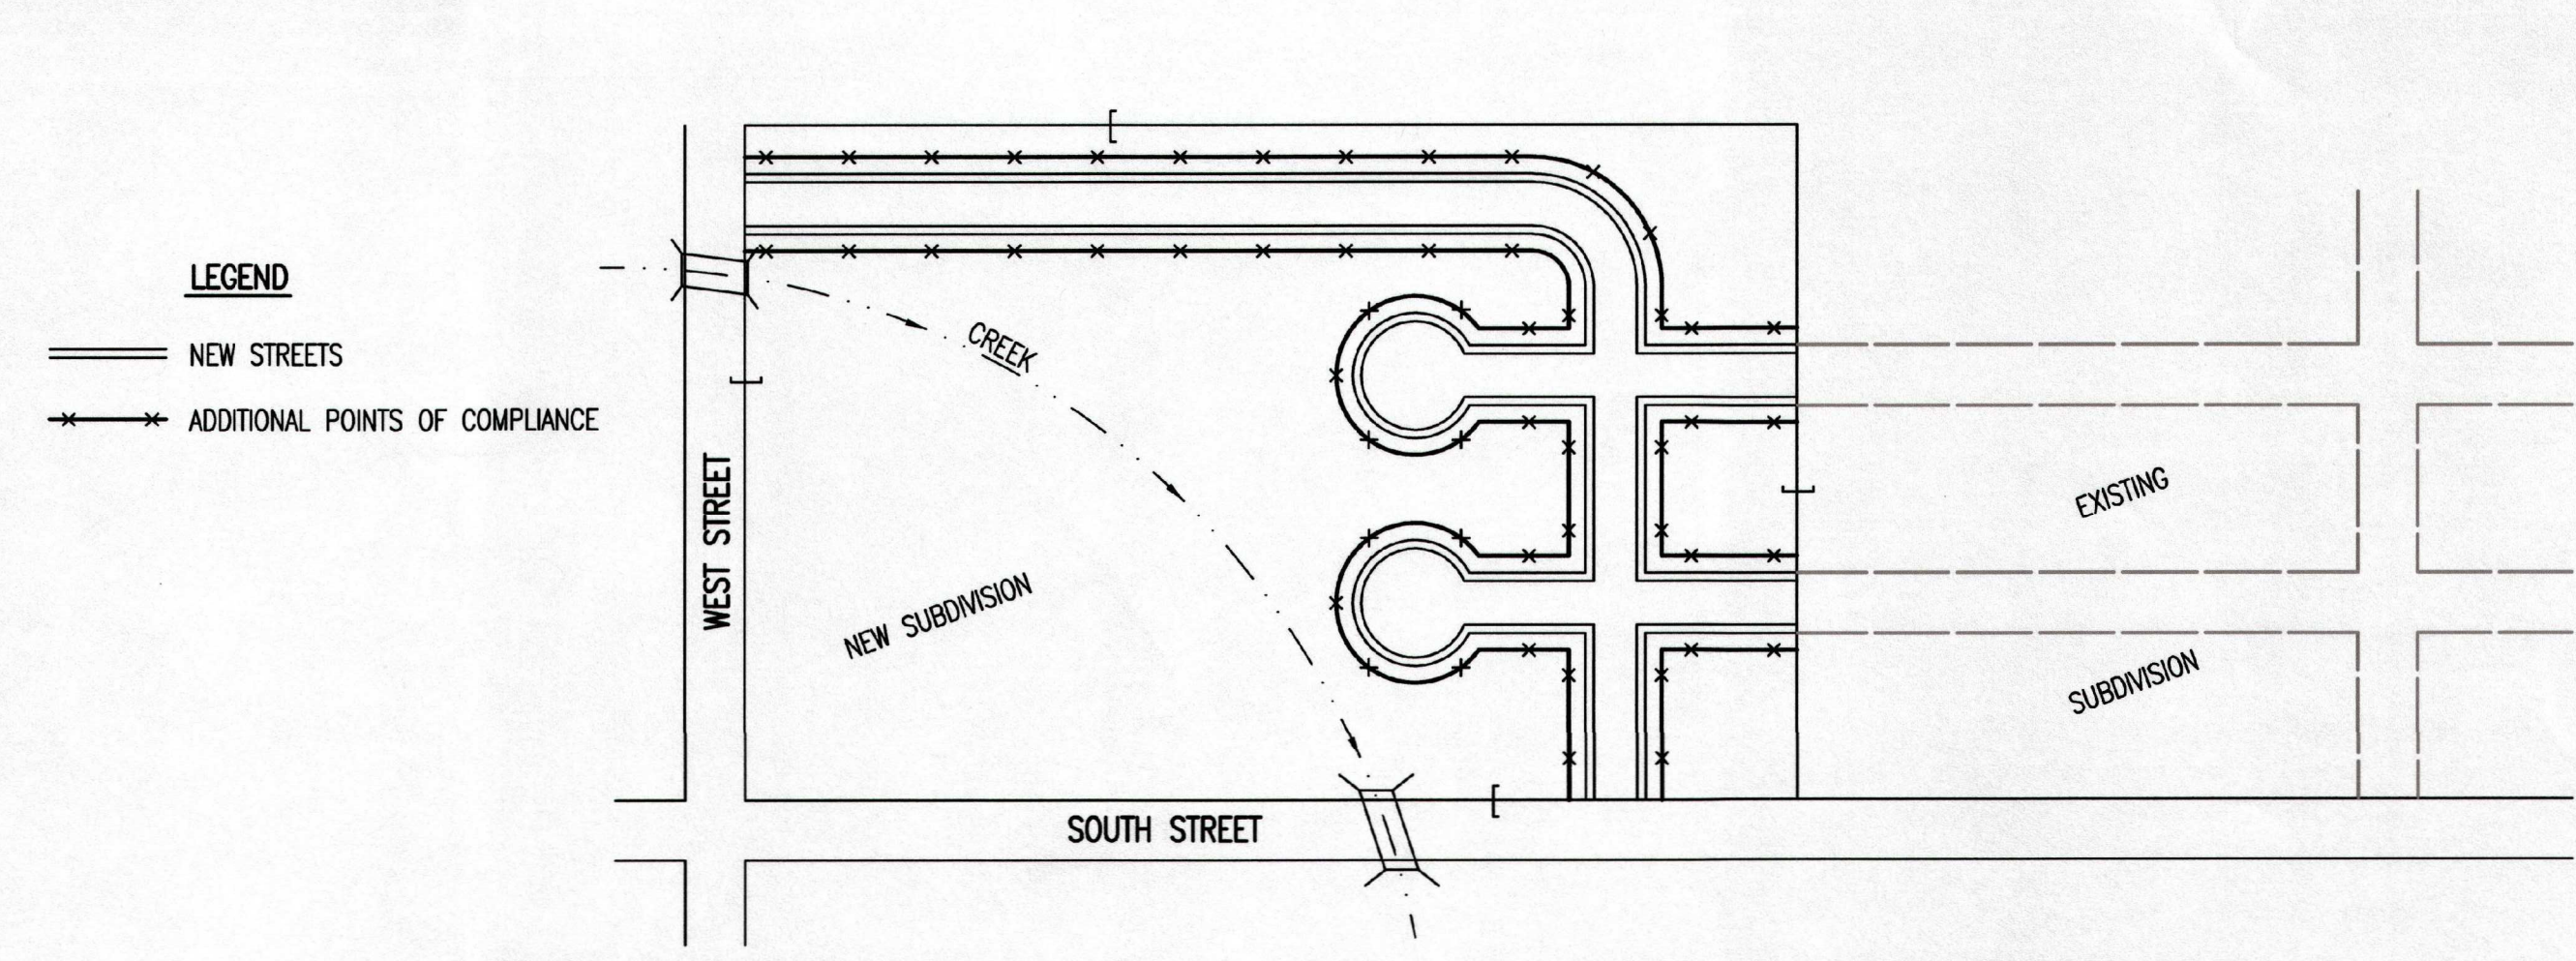 LEGEND
NEW STREETS
ADDITIONAL POINTS OF COMPLIANCE
CREEK
WEST STREET
NEW SUBDIVISION
SOUTH STREET
EXISTING
SUBDIVISION